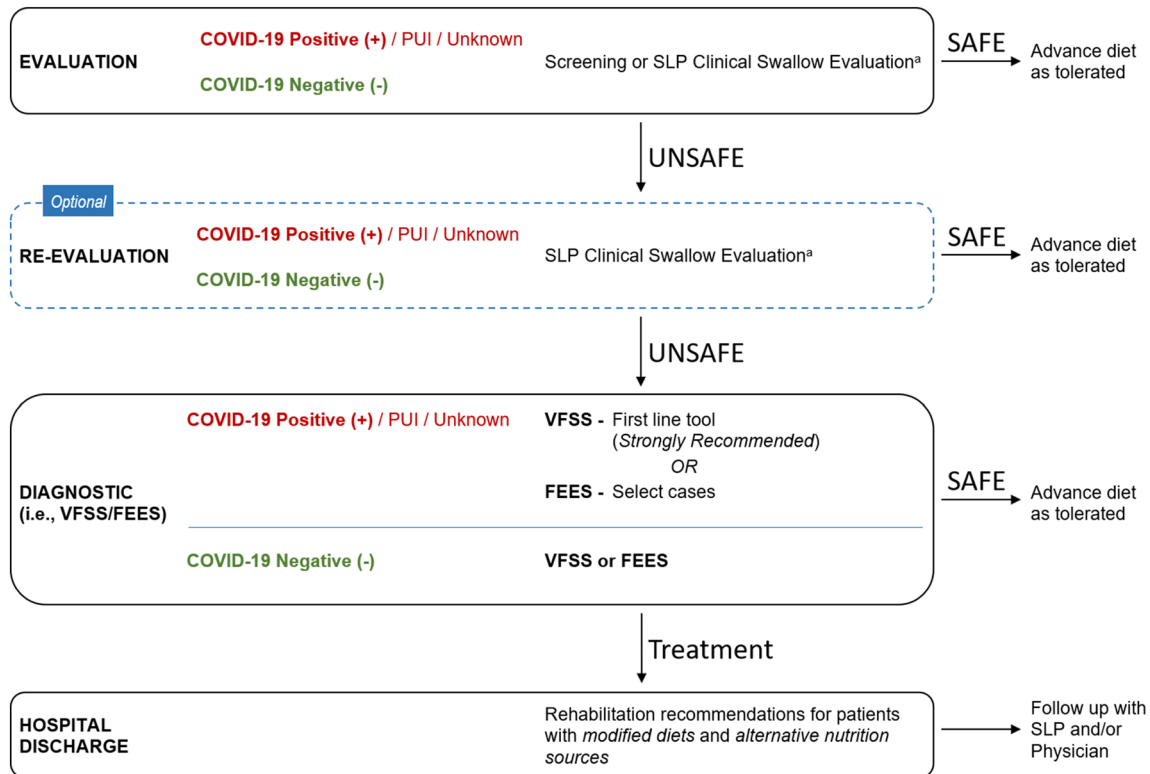 COVID-19 Positive (+) / PUI / Unknown
EVALUATION
Screening or SLP Clinical Swallow Evaluationᵃ
COVID-19 Negative (-)
SAFE
Advance diet
as tolerated
UNSAFE
Optional
COVID-19 Positive (+) / PUI / Unknown
RE-EVALUATION
SLP Clinical Swallow Evaluationᵃ
COVID-19 Negative (-)
SAFE
Advance diet
as tolerated
UNSAFE
COVID-19 Positive (+) / PUI / Unknown
VFSS - First line tool
(Strongly Recommended)
OR
FEES - Select cases
DIAGNOSTIC
(i.e., VFSS/FEES)
COVID-19 Negative (-)
VFSS or FEES
SAFE
Advance diet
as tolerated
Treatment
HOSPITAL
DISCHARGE
Rehabilitation recommendations for patients
with modified diets and alternative nutrition
sources
Follow up with
SLP and/or
Physician